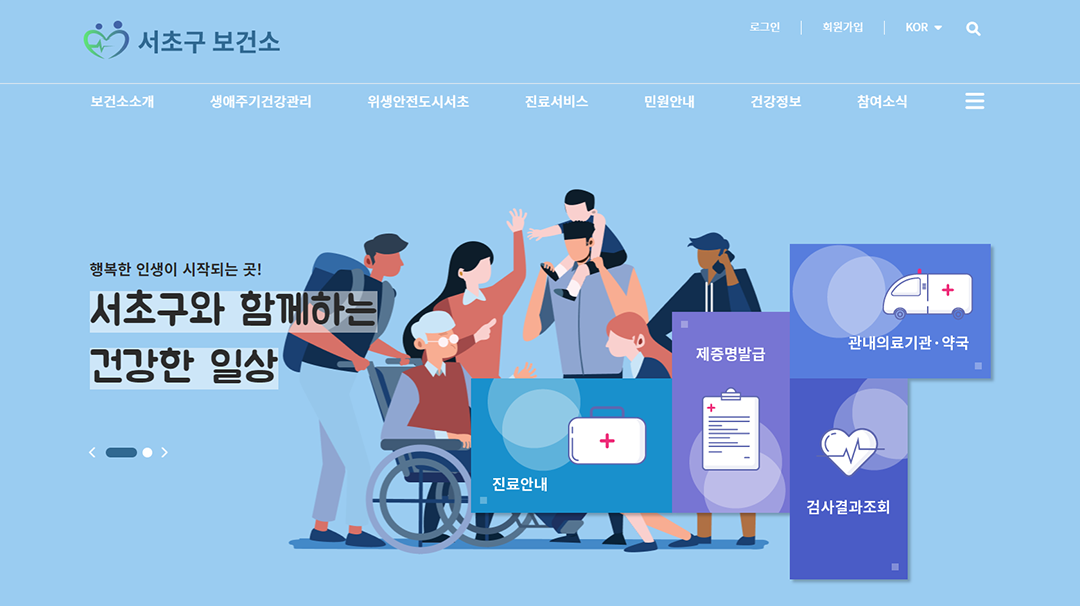 서초구 보건소
로그인
회원가입
KOR
보건소소개
생애주기건강관리
위생안전도시서초
진료서비스
민원안내
건강정보
참여소식
행복한 인생이 시작되는 곳!
서초구와 함께하는
건강한 일상
관내의료기관·약국
제증명발급
진료안내
검사결과조회